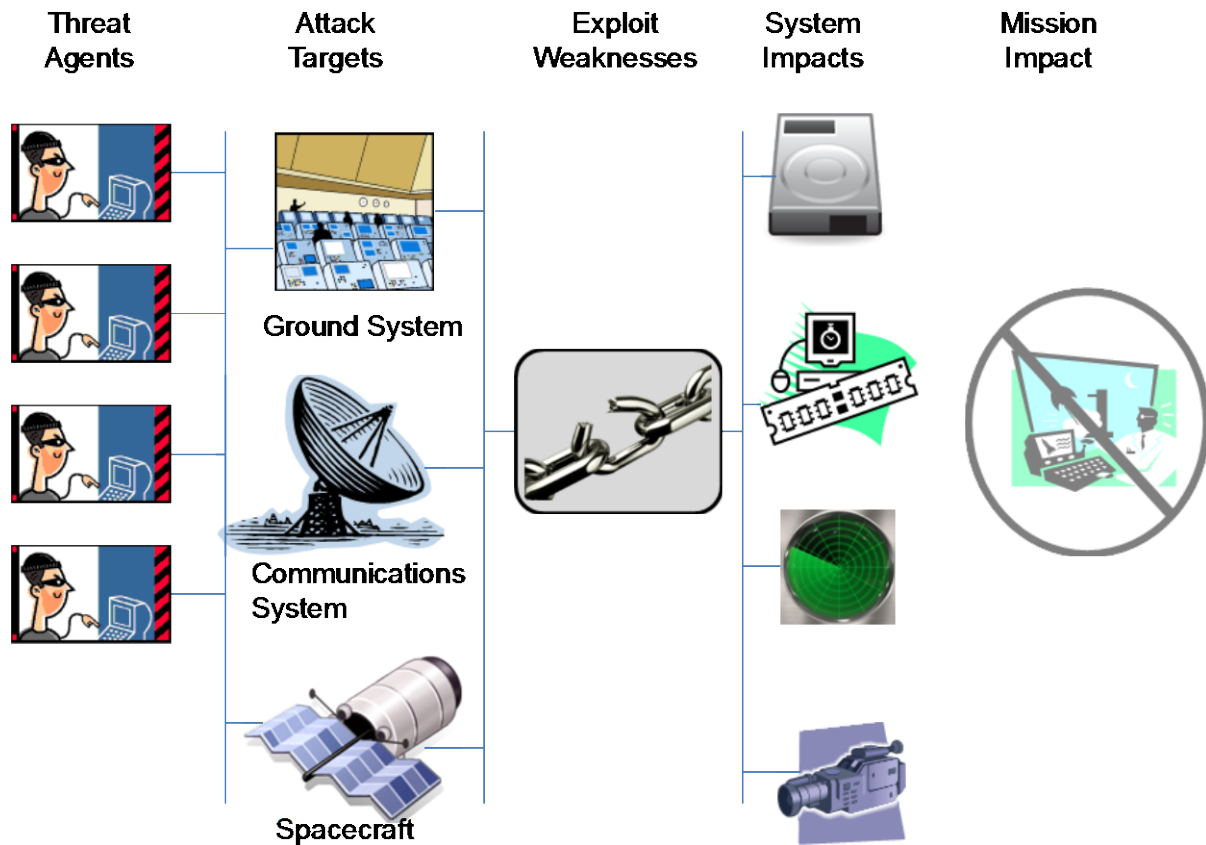 Threat
Agents
Attack
Targets
Exploit
Weaknesses
System
Impacts
Mission
Impact
Ground System
Communications
System
Spacecraft